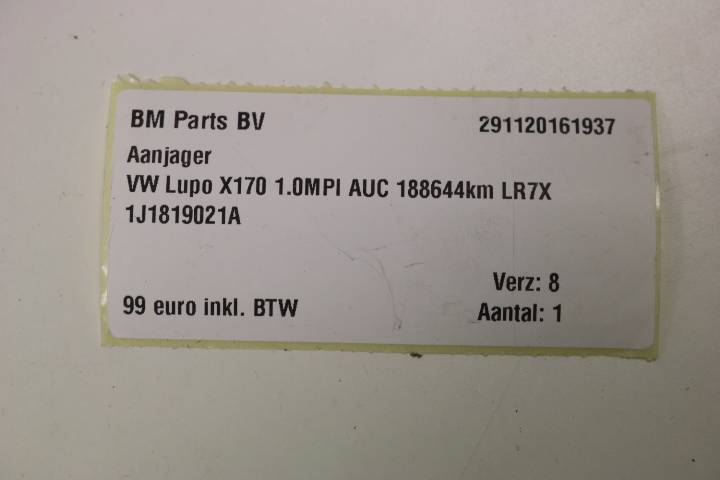 BM Parts BV 291120161937
Aanjager
VW Lupo X170 1.0MPI AUC 188644km LR7X
1J1819021A
Verz: 8
99 euro inkl. BTW Aantal: 1